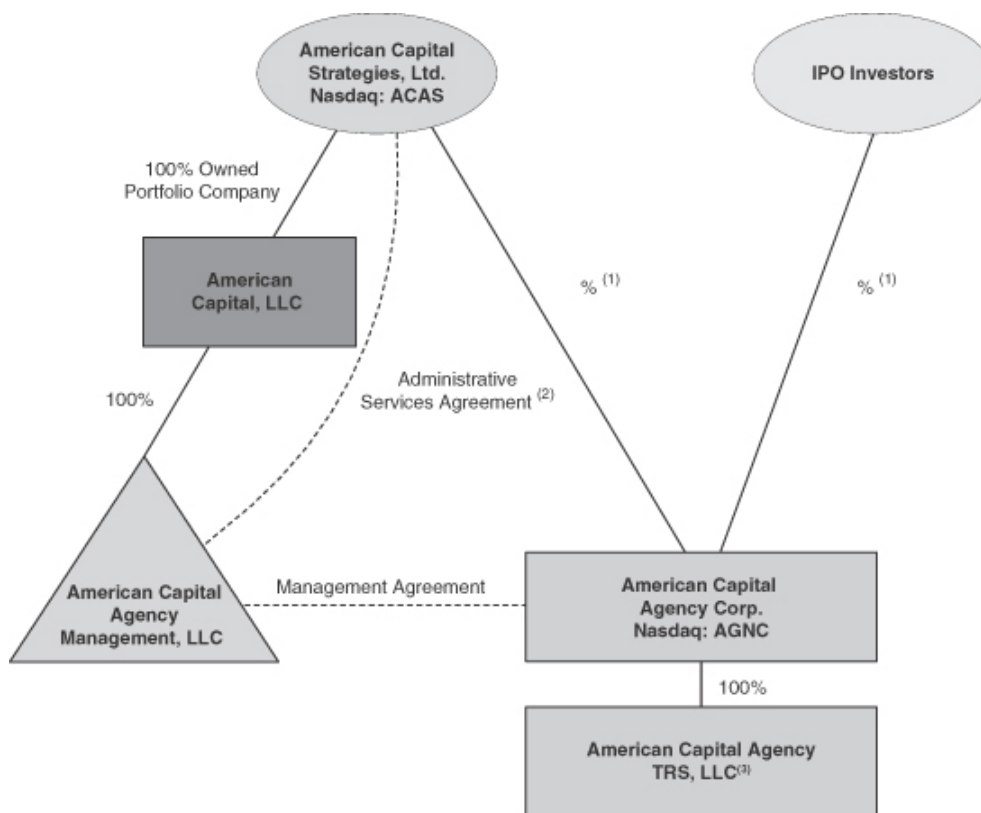 American Capital
Strategies, Ltd.
Nasdaq: ACAS
IPO Investors
100% Owned
Portfolio Company
American
Capital, LLC
% (1)
% (1)
Administrative
Services Agreement (2)
100%
American Capital
Agency
Management, LLC
Management Agreement
American Capital
Agency Corp.
Nasdaq: AGNC
100%
American Capital Agency
TRS, LLC(3)